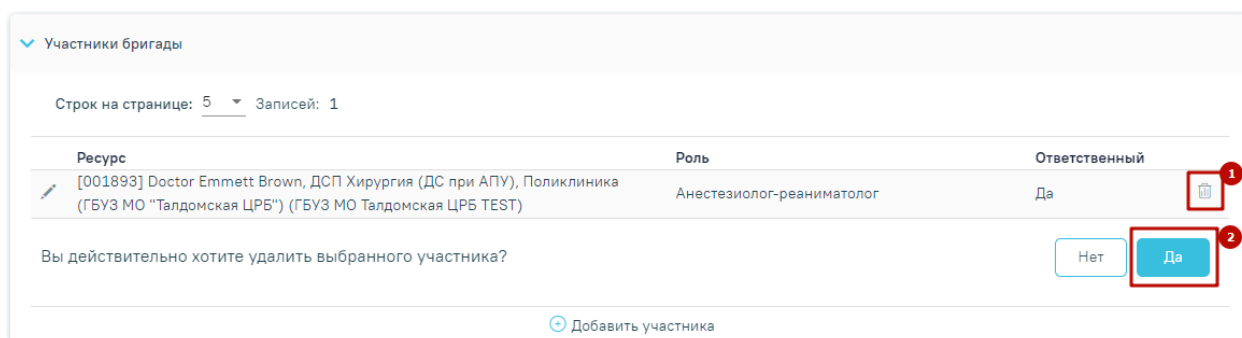 Участники бригады
Строк на странице: 5 Записей: 1
Ресурс Роль Ответственный
[001893] Doctor Emmett Brown, ДСП Хирургия (ДС при АПУ), Поликлиника
(ГБУЗ МО "Талдомская ЦРБ") (ГБУЗ МО Талдомская ЦРБ TEST)
Анестезиолог-реаниматолог
Да
1
Вы действительно хотите удалить выбранного участника?
Нет
Да
2
Добавить участника